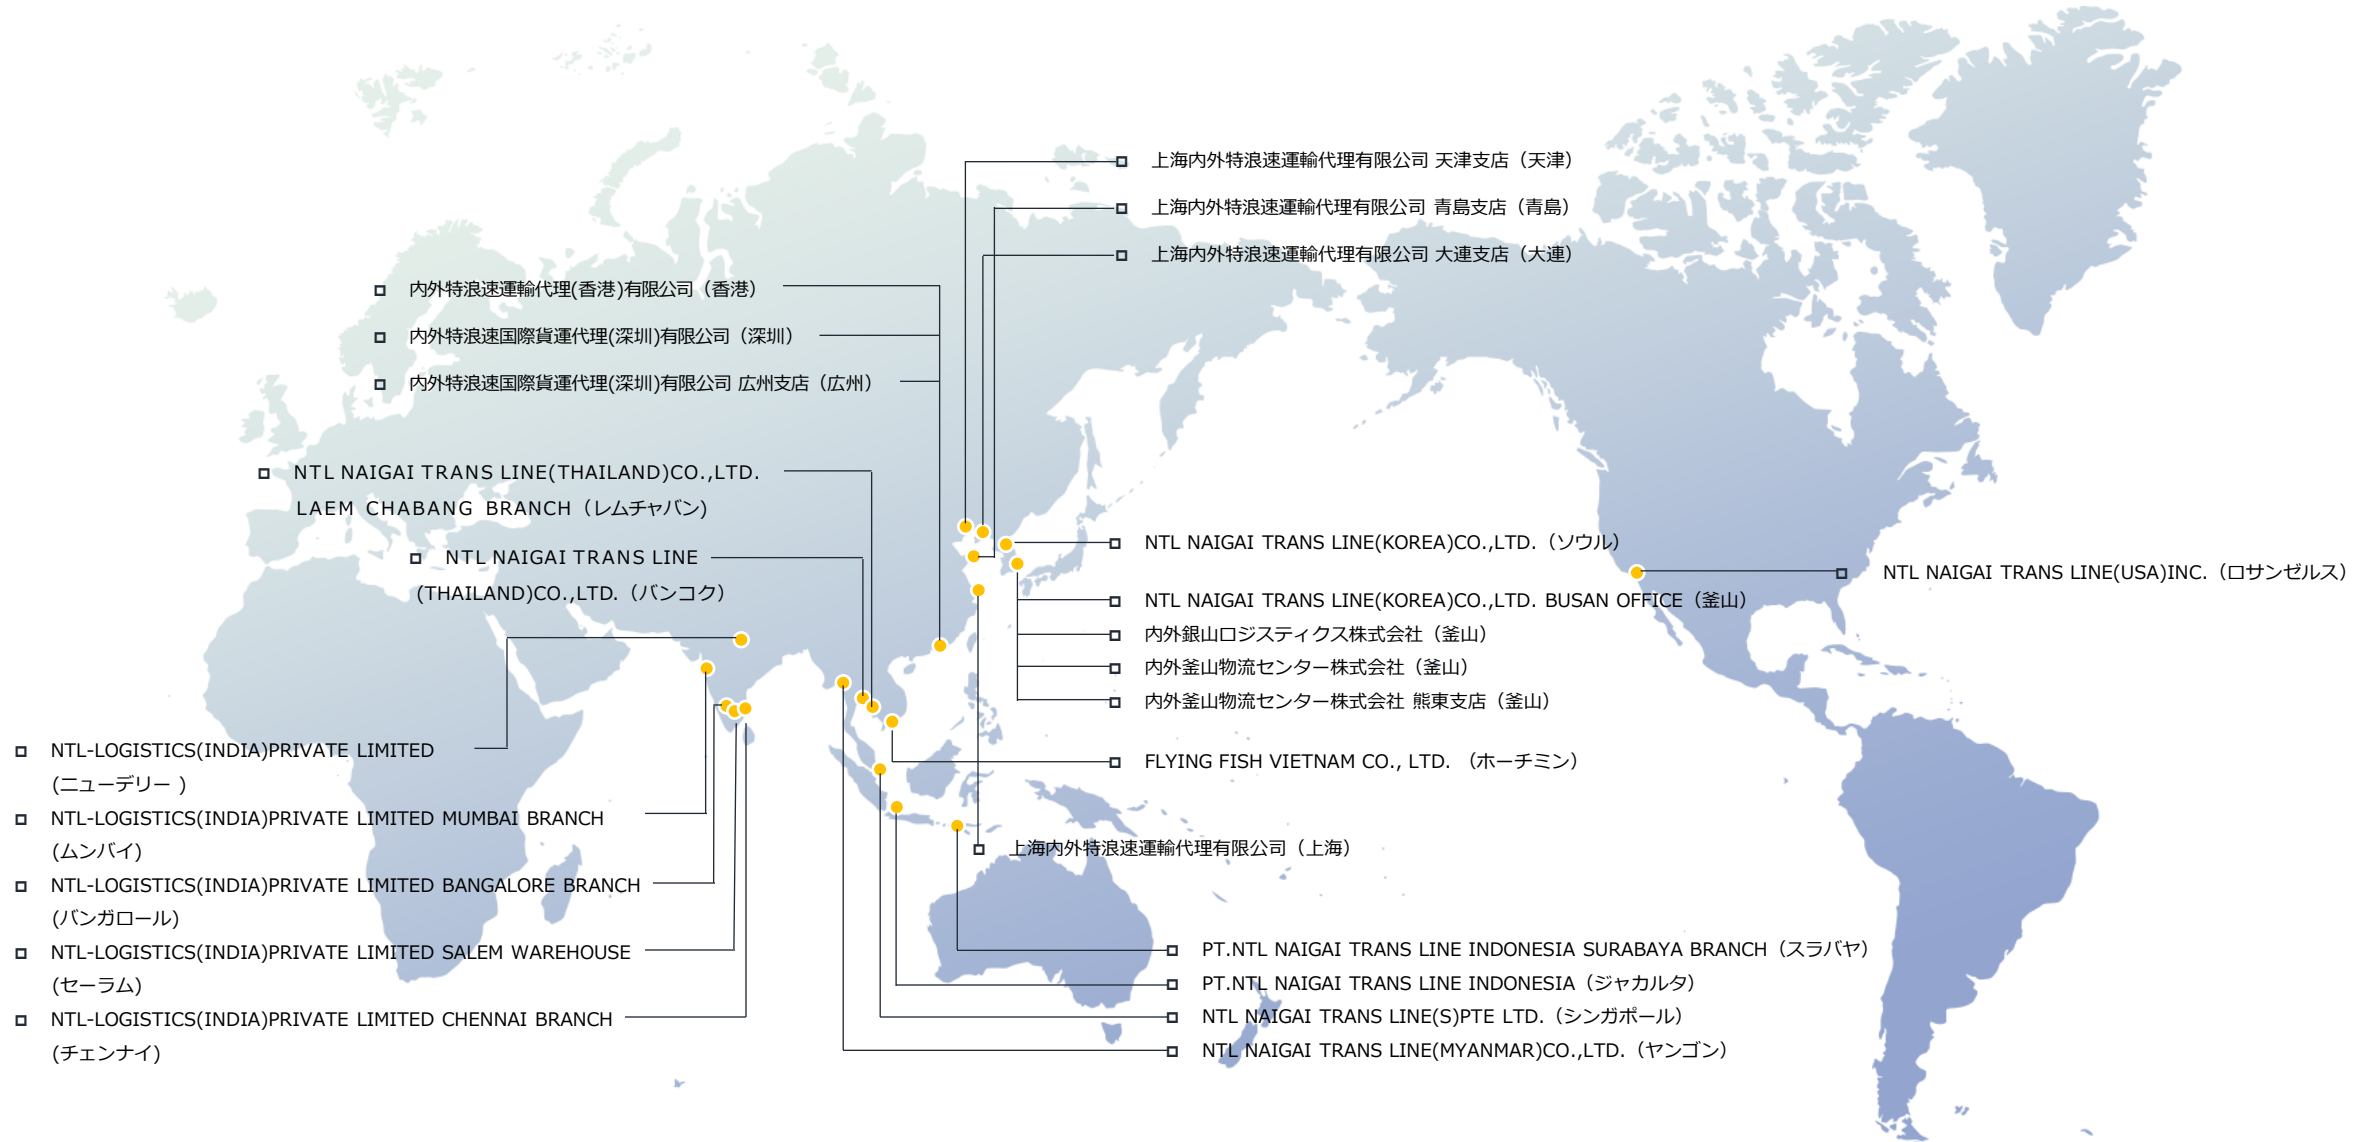 上海内外特浪速運輸代理有限公司 天津支店（天津）
上海内外特浪速運輸代理有限公司 青島支店（青島）
上海内外特浪速運輸代理有限公司 大連支店（大連）
内外特浪速運輸代理(香港)有限公司（香港）
内外特浪速国際貨運代理(深圳)有限公司（深圳）
内外特浪速国際貨運代理(深圳)有限公司 広州支店（広州）
NTL NAIGAI TRANS LINE(THAILAND)CO.,LTD.
LAEM CHABANG BRANCH（レムチャバン)
NTL NAIGAI TRANS LINE
(THAILAND)CO.,LTD.（バンコク）
NTL NAIGAI TRANS LINE(KOREA)CO.,LTD.（ソウル）
NTL NAIGAI TRANS LINE(USA)INC.（ロサンゼルス）
NTL NAIGAI TRANS LINE(KOREA)CO.,LTD. BUSAN OFFICE（釜山）
内外銀山ロジスティクス株式会社（釜山）
内外釜山物流センター株式会社（釜山）
内外釜山物流センター株式会社 熊東支店（釜山）
FLYING FISH VIETNAM CO., LTD. （ホーチミン）
上海内外特浪速運輸代理有限公司（上海）
NTL-LOGISTICS(INDIA)PRIVATE LIMITED
(ニューデリー )
NTL-LOGISTICS(INDIA)PRIVATE LIMITED MUMBAI BRANCH
(ムンバイ)
NTL-LOGISTICS(INDIA)PRIVATE LIMITED BANGALORE BRANCH
(バンガロール)
NTL-LOGISTICS(INDIA)PRIVATE LIMITED SALEM WAREHOUSE
(セーラム)
NTL-LOGISTICS(INDIA)PRIVATE LIMITED CHENNAI BRANCH
(チェンナイ)
PT.NTL NAIGAI TRANS LINE INDONESIA SURABAYA BRANCH（スラバヤ）
PT.NTL NAIGAI TRANS LINE INDONESIA（ジャカルタ）
NTL NAIGAI TRANS LINE(S)PTE LTD.（シンガポール）
NTL NAIGAI TRANS LINE(MYANMAR)CO.,LTD.（ヤンゴン）